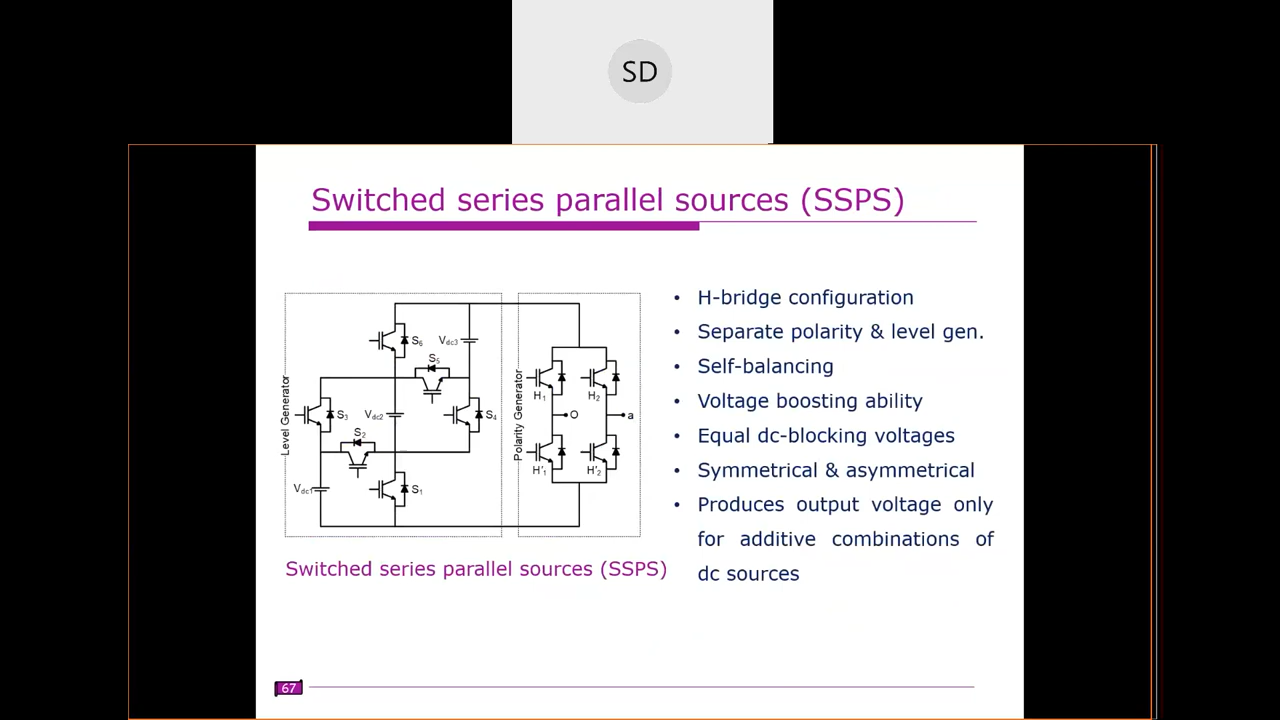 SD
Switched series parallel sources (SSPS)
Level Generator
S6
Vdc3
S5
S3
Vdc2
S4
S2
Vdc1
S1
Polarity Generator
H1
H2
O
a
H'1
H'2
Switched series parallel sources (SSPS)
• H-bridge configuration
• Separate polarity & level gen.
• Self-balancing
• Voltage boosting ability
• Equal dc-blocking voltages
• Symmetrical & asymmetrical
• Produces output voltage only
for additive combinations of
dc sources
67